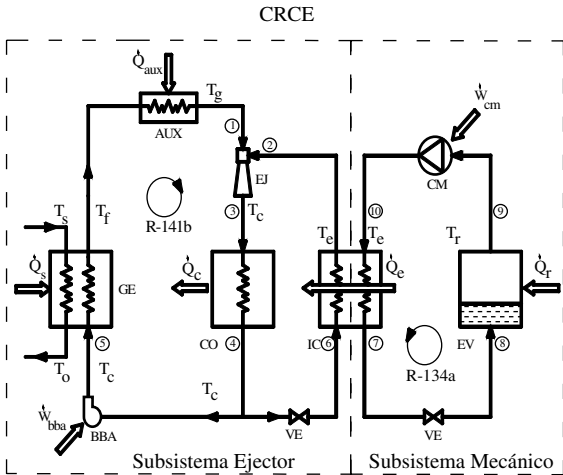 CRCE
Q̇aux
Ẇcm
Tg
AUX
① ②
CM
EJ
R-141b
③ Tc ⑩ ⑨
Ts Tf Te Te Tr
Q̇s Q̇c Q̇e Q̇r
GE
CO ④ IC ⑥ ⑦ EV ⑧
⑤
To Tc R-134a
Tc
Ẇbba
BBA VE VE
Subsistema Ejector Subsistema Mecánico